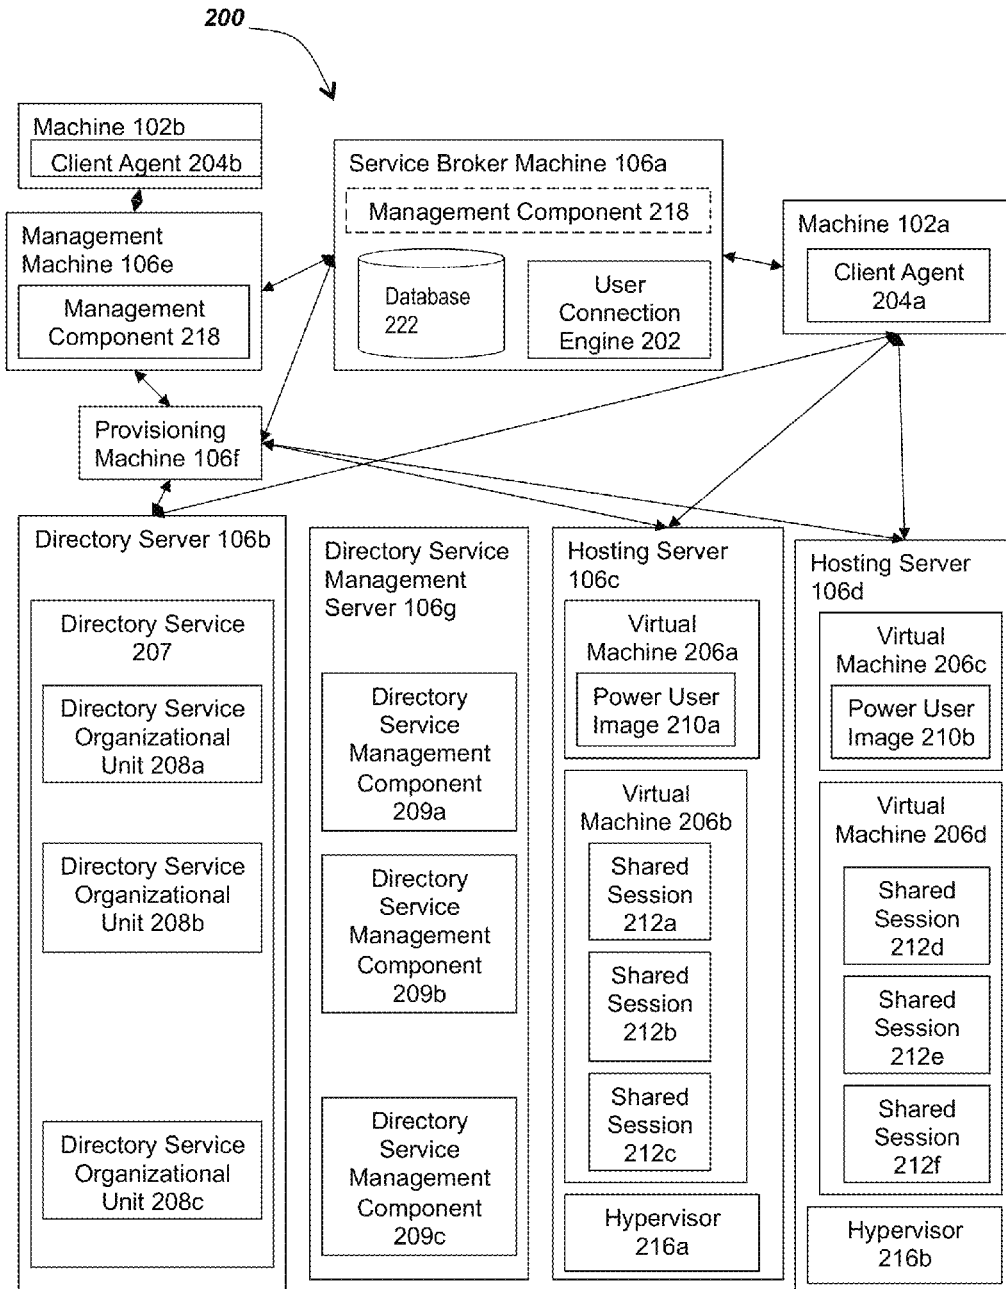 200
Machine 102b
Client Agent 204b
Service Broker Machine 106a
Management Component 218
Database
222
User
Connection
Engine 202
Machine 102a
Client Agent
204a
Management
Machine 106e
Management
Component 218
Provisioning
Machine 106f
Directory Server 106b
Directory Service
207
Directory Service
Organizational
Unit 208a
Directory Service
Organizational
Unit 208b
Directory Service
Organizational
Unit 208c
Directory Service
Management
Server 106g
Directory
Service
Management
Component
209a
Directory
Service
Management
Component
209b
Directory
Service
Management
Component
209c
Hosting Server
106c
Virtual
Machine 206a
Power User
Image 210a
Virtual
Machine 206b
Shared
Session
212a
Shared
Session
212b
Shared
Session
212c
Hypervisor
216a
Hosting Server
106d
Virtual
Machine 206c
Power User
Image 210b
Virtual
Machine 206d
Shared
Session
212d
Shared
Session
212e
Shared
Session
212f
Hypervisor
216b